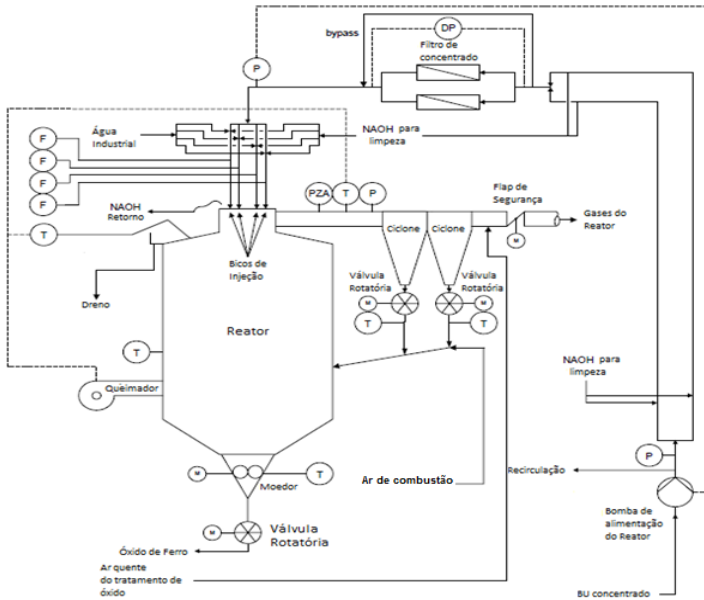 bypass
DP
Filtro de
concentrado
P
Água
Industrial
NAOH para
limpeza
F
F
F
F
PZA
T
P
Flap de
Segurança
NAOH
Retorno
Gases do
Reator
M
T
Ciclone
Ciclone
Bicos de
Injeção
Dreno
Válvula
Rotatória
Válvula
Rotatória
M
M
T
T
Reator
T
Queimador
NAOH para
limpeza
P
M
T
Moedor
Ar de combustão
Recirculação
Bomba de
alimentação
do Reator
M
Válvula
Rotatória
Óxido de Ferro
Ar quente
do tratamento de
óxido
BU concentrado